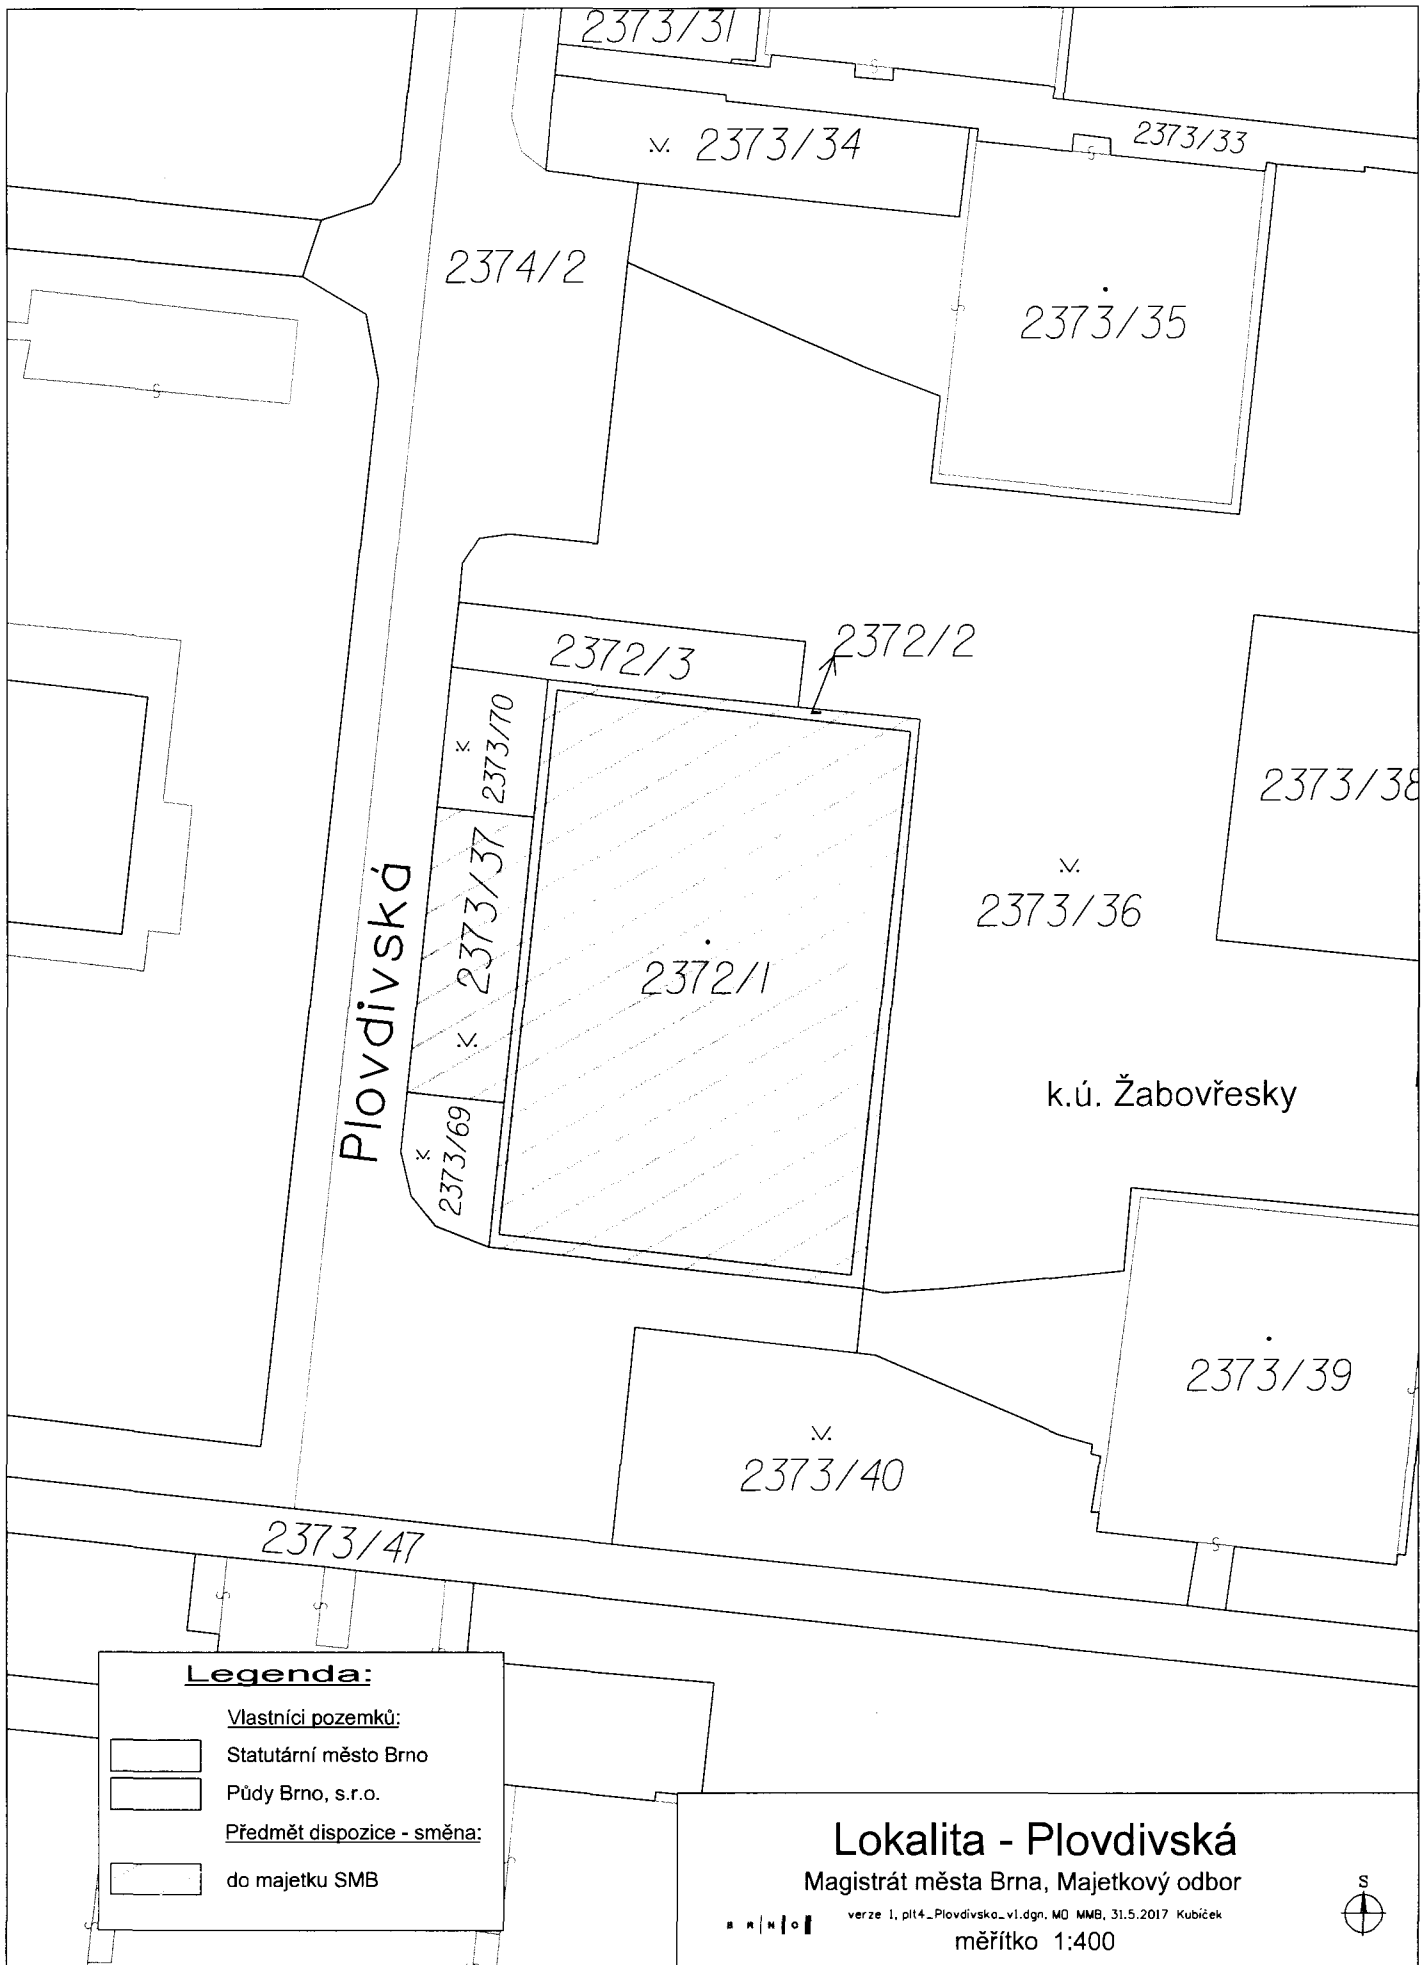 2373/31
2373/33
2373/34
2374/2
2373/35
2372/2
2372/3
2373/70
2373/38
2373/37
2373/36
2372/1
Plovdivská
k.ú. Žabovřesky
2373/69
2373/39
2373/40
2373/47
Legenda:
Vlastníci pozemků:
Statutární město Brno
Půdy Brno, s.r.o.
Předmět dispozice - směna:
do majetku SMB
Lokalita - Plovdivská
Magistrát města Brna, Majetkový odbor
verze 1, plt4_Plovdivska_v1.dgn, MO MMB, 31.5.2017 Kubíček
měřítko 1:400
B R N O
S